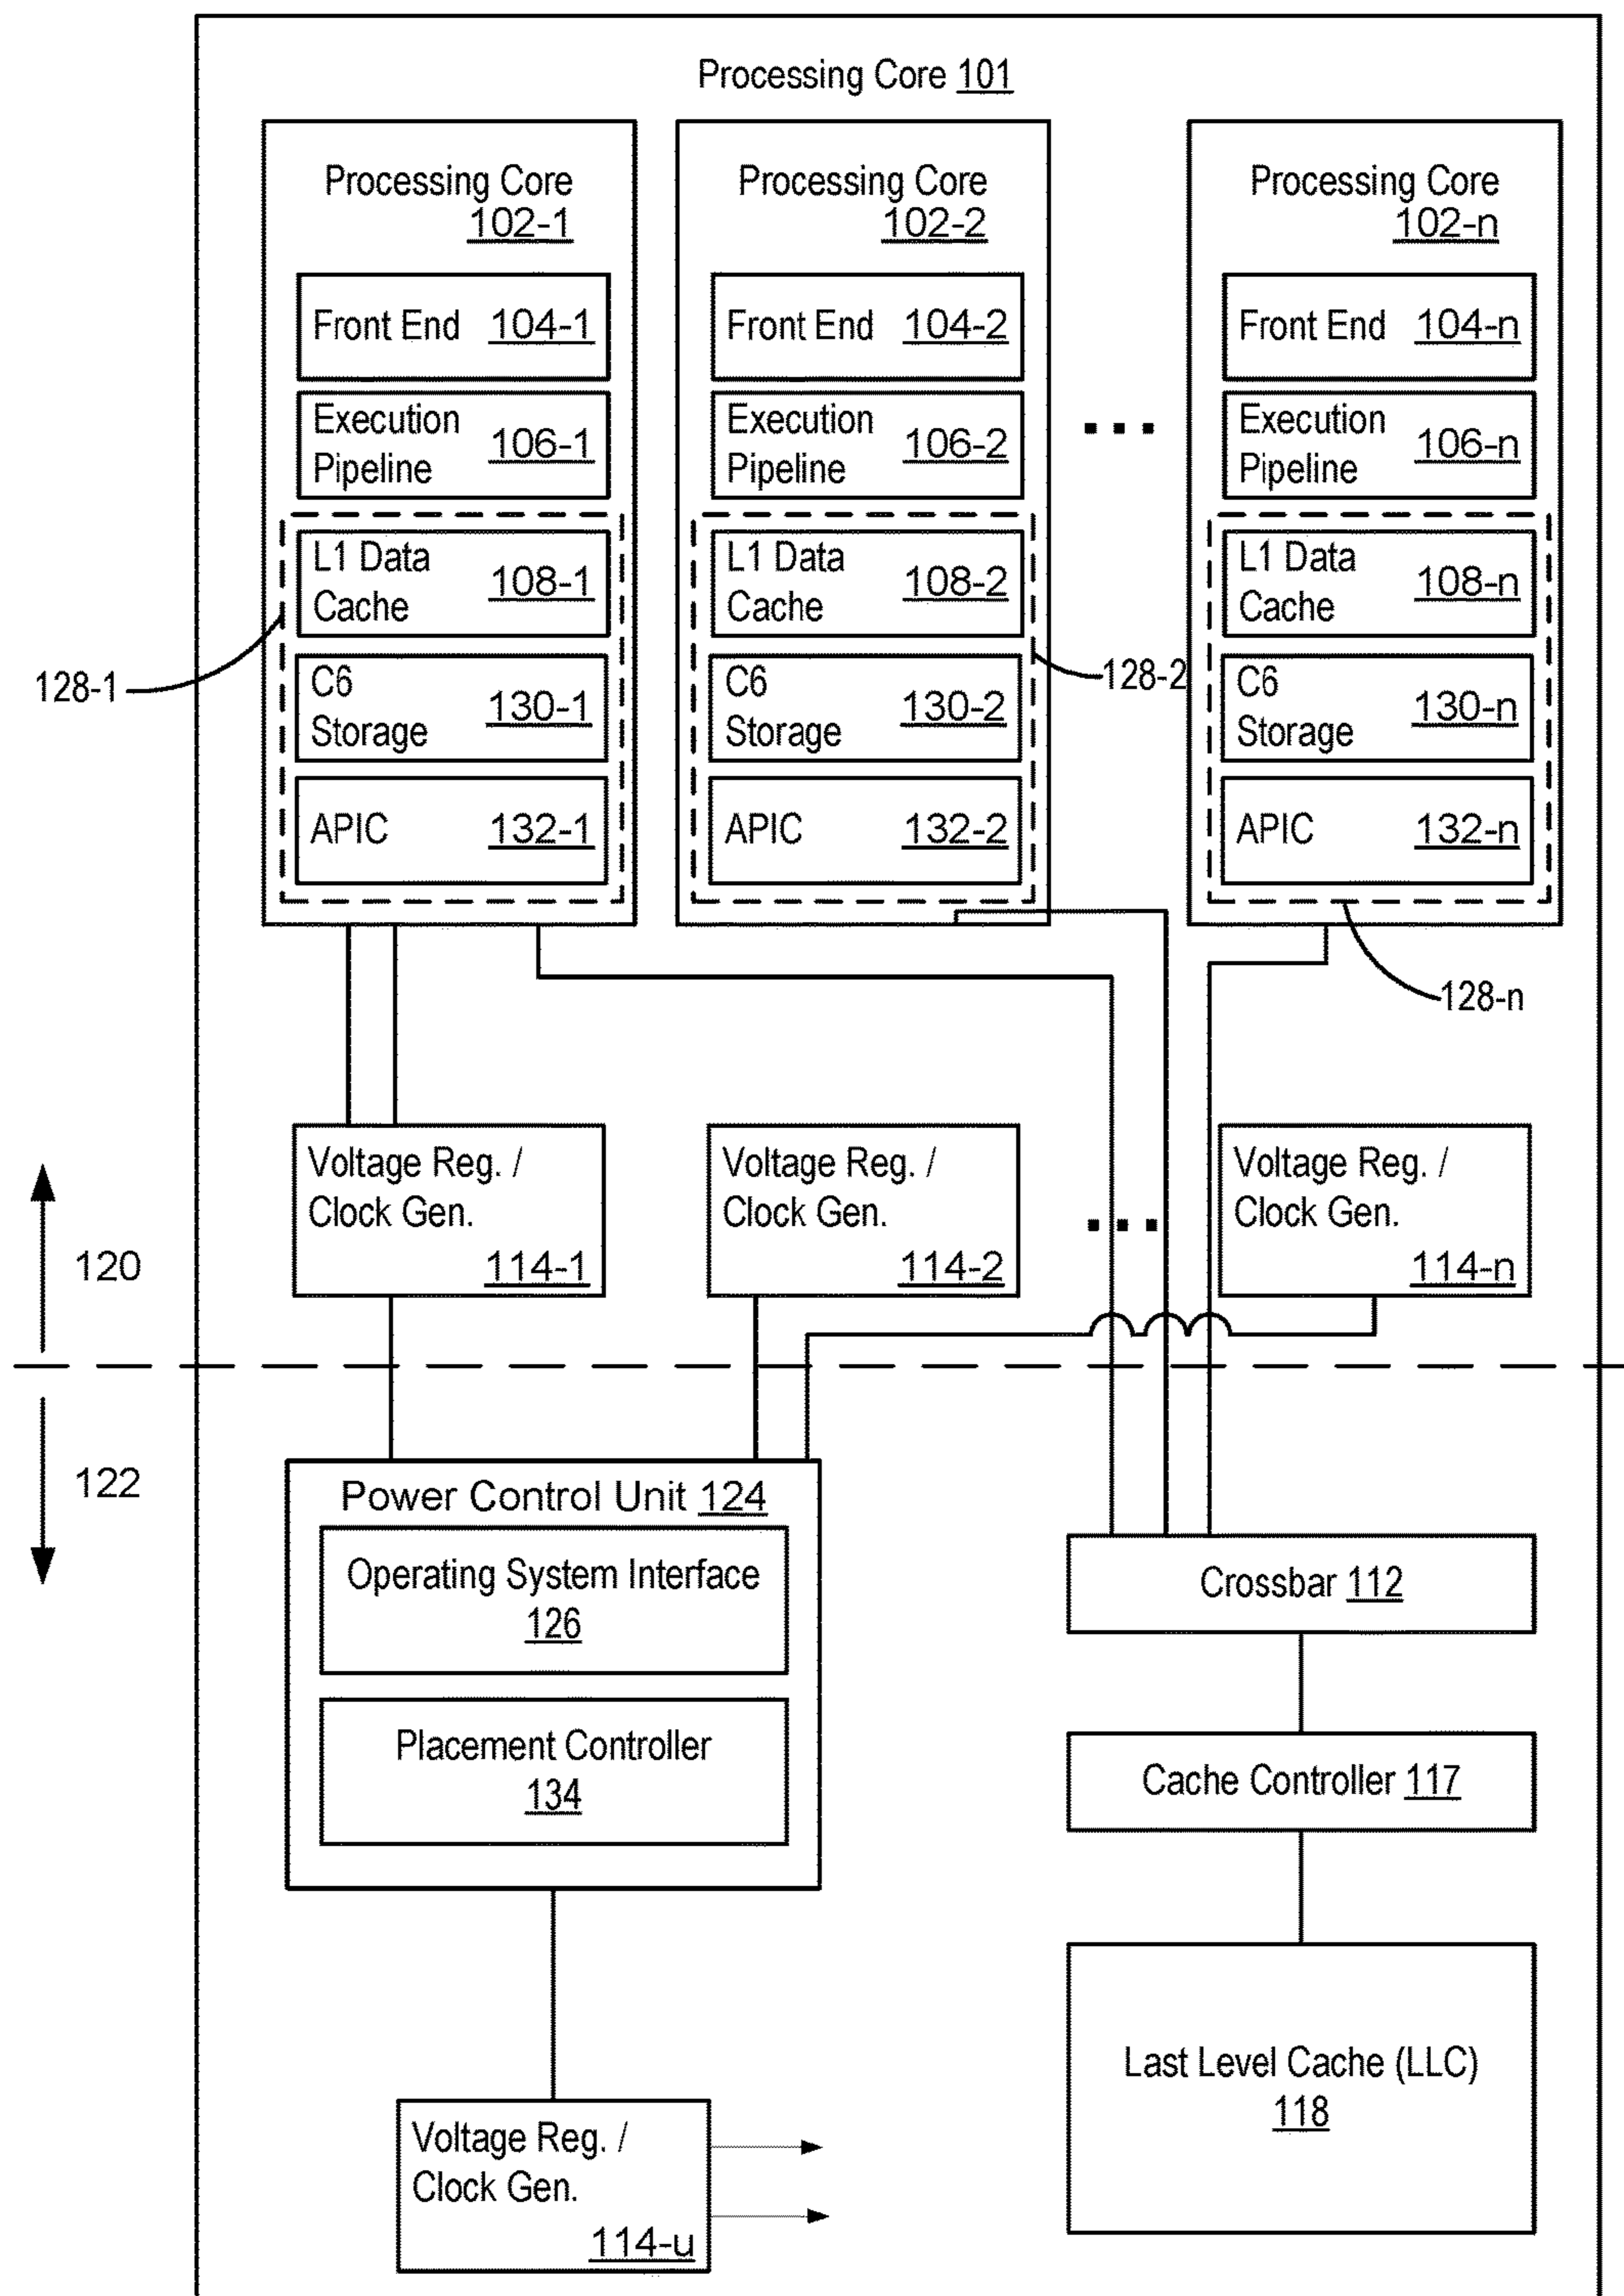 Processing Core 101
Processing Core
102-1
Front End 104-1
Execution
Pipeline 106-1
L1 Data
Cache 108-1
C6
Storage 130-1
APIC 132-1
128-1
Processing Core
102-2
Front End 104-2
Execution
Pipeline 106-2
L1 Data
Cache 108-2
C6
Storage 130-2
APIC 132-2
128-2
...
Processing Core
102-n
Front End 104-n
Execution
Pipeline 106-n
L1 Data
Cache 108-n
C6
Storage 130-n
APIC 132-n
128-n
Voltage Reg. /
Clock Gen.
114-1
Voltage Reg. /
Clock Gen.
114-2
...
Voltage Reg. /
Clock Gen.
114-n
120
122
Power Control Unit 124
Operating System Interface
126
Placement Controller
134
Crossbar 112
Cache Controller 117
Last Level Cache (LLC)
118
Voltage Reg. /
Clock Gen.
114-u